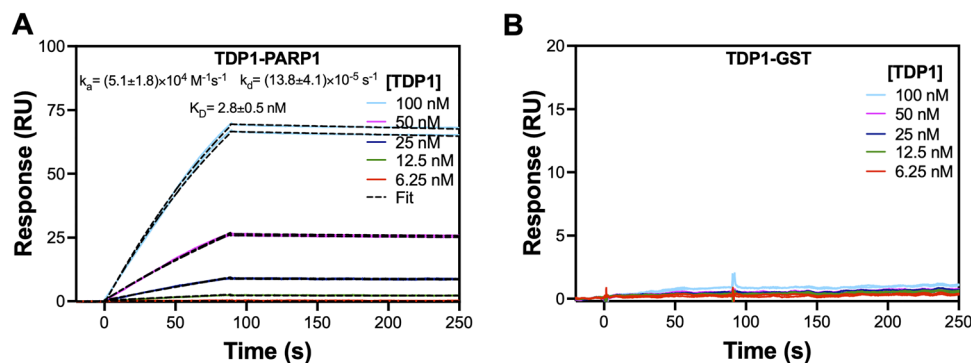 A
TDP1-PARP1
kₐ = (5.1±1.8)×10⁴ M⁻¹s⁻¹ k_d = (13.8±4.1)×10⁻⁵ s⁻¹
K_D= 2.8±0.5 nM
[TDP1]
100 nM
50 nM
25 nM
12.5 nM
6.25 nM
Fit
Response (RU)
100
75
50
25
0
0 50 100 150 200 250
Time (s)
B
TDP1-GST
[TDP1]
100 nM
50 nM
25 nM
12.5 nM
6.25 nM
Response (RU)
20
15
10
5
0
0 50 100 150 200 250
Time (s)